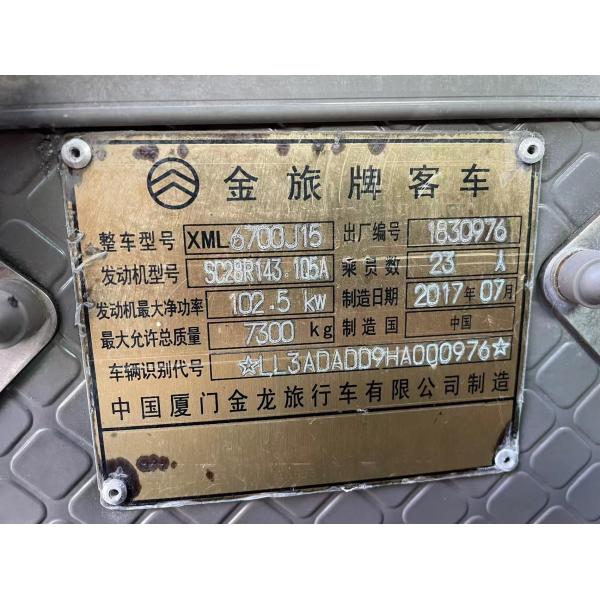 金旅牌客车
整车型号 XML6700J15 出厂编号 1830976
发动机型号 SC28R143.105A 乘员数 23 人
发动机最大净功率 102.5 kw 制造日期 2017年07月
最大允许总质量 7300 kg 制造国 中国
车辆识别代号 ☆LL3ADADD9HA000976☆
中国厦门金龙旅行车有限公司制造